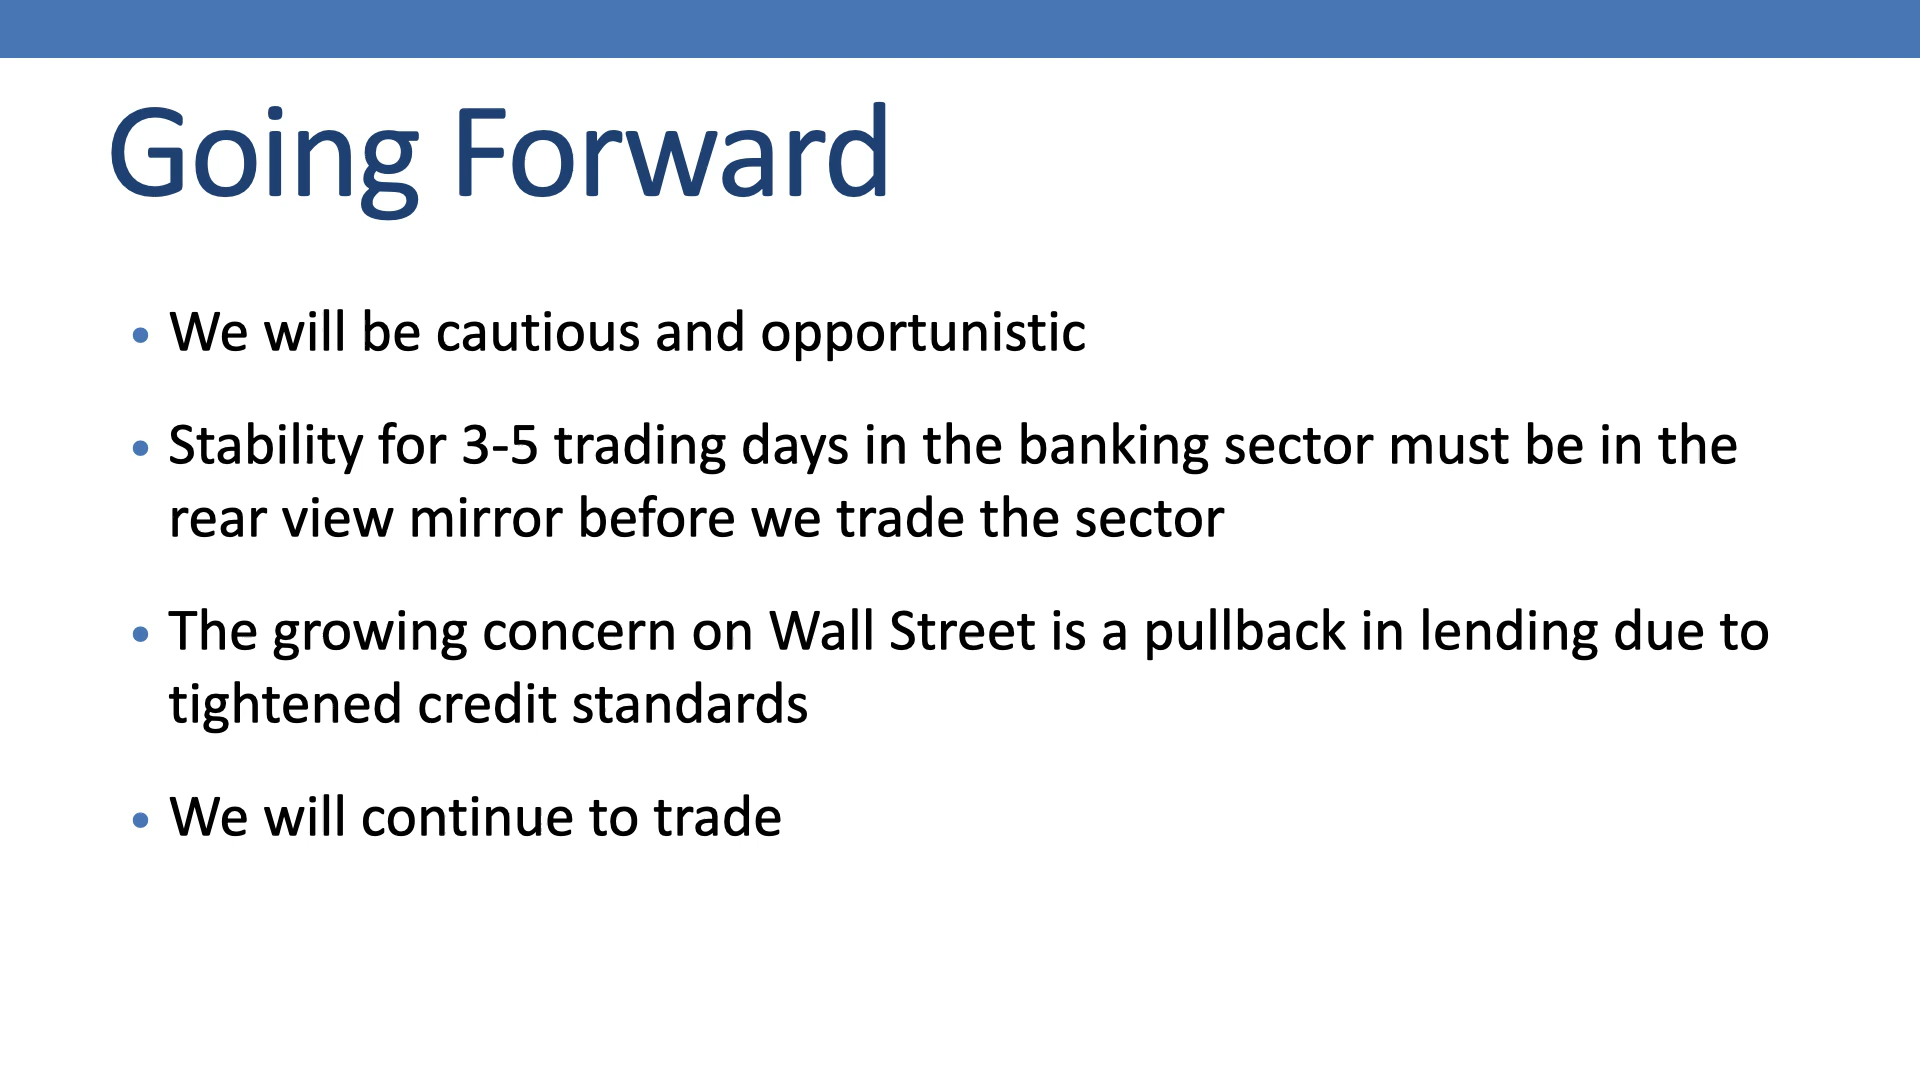 Going Forward
• We will be cautious and opportunistic
• Stability for 3-5 trading days in the banking sector must be in the
rear view mirror before we trade the sector
• The growing concern on Wall Street is a pullback in lending due to
tightened credit standards
• We will continue to trade